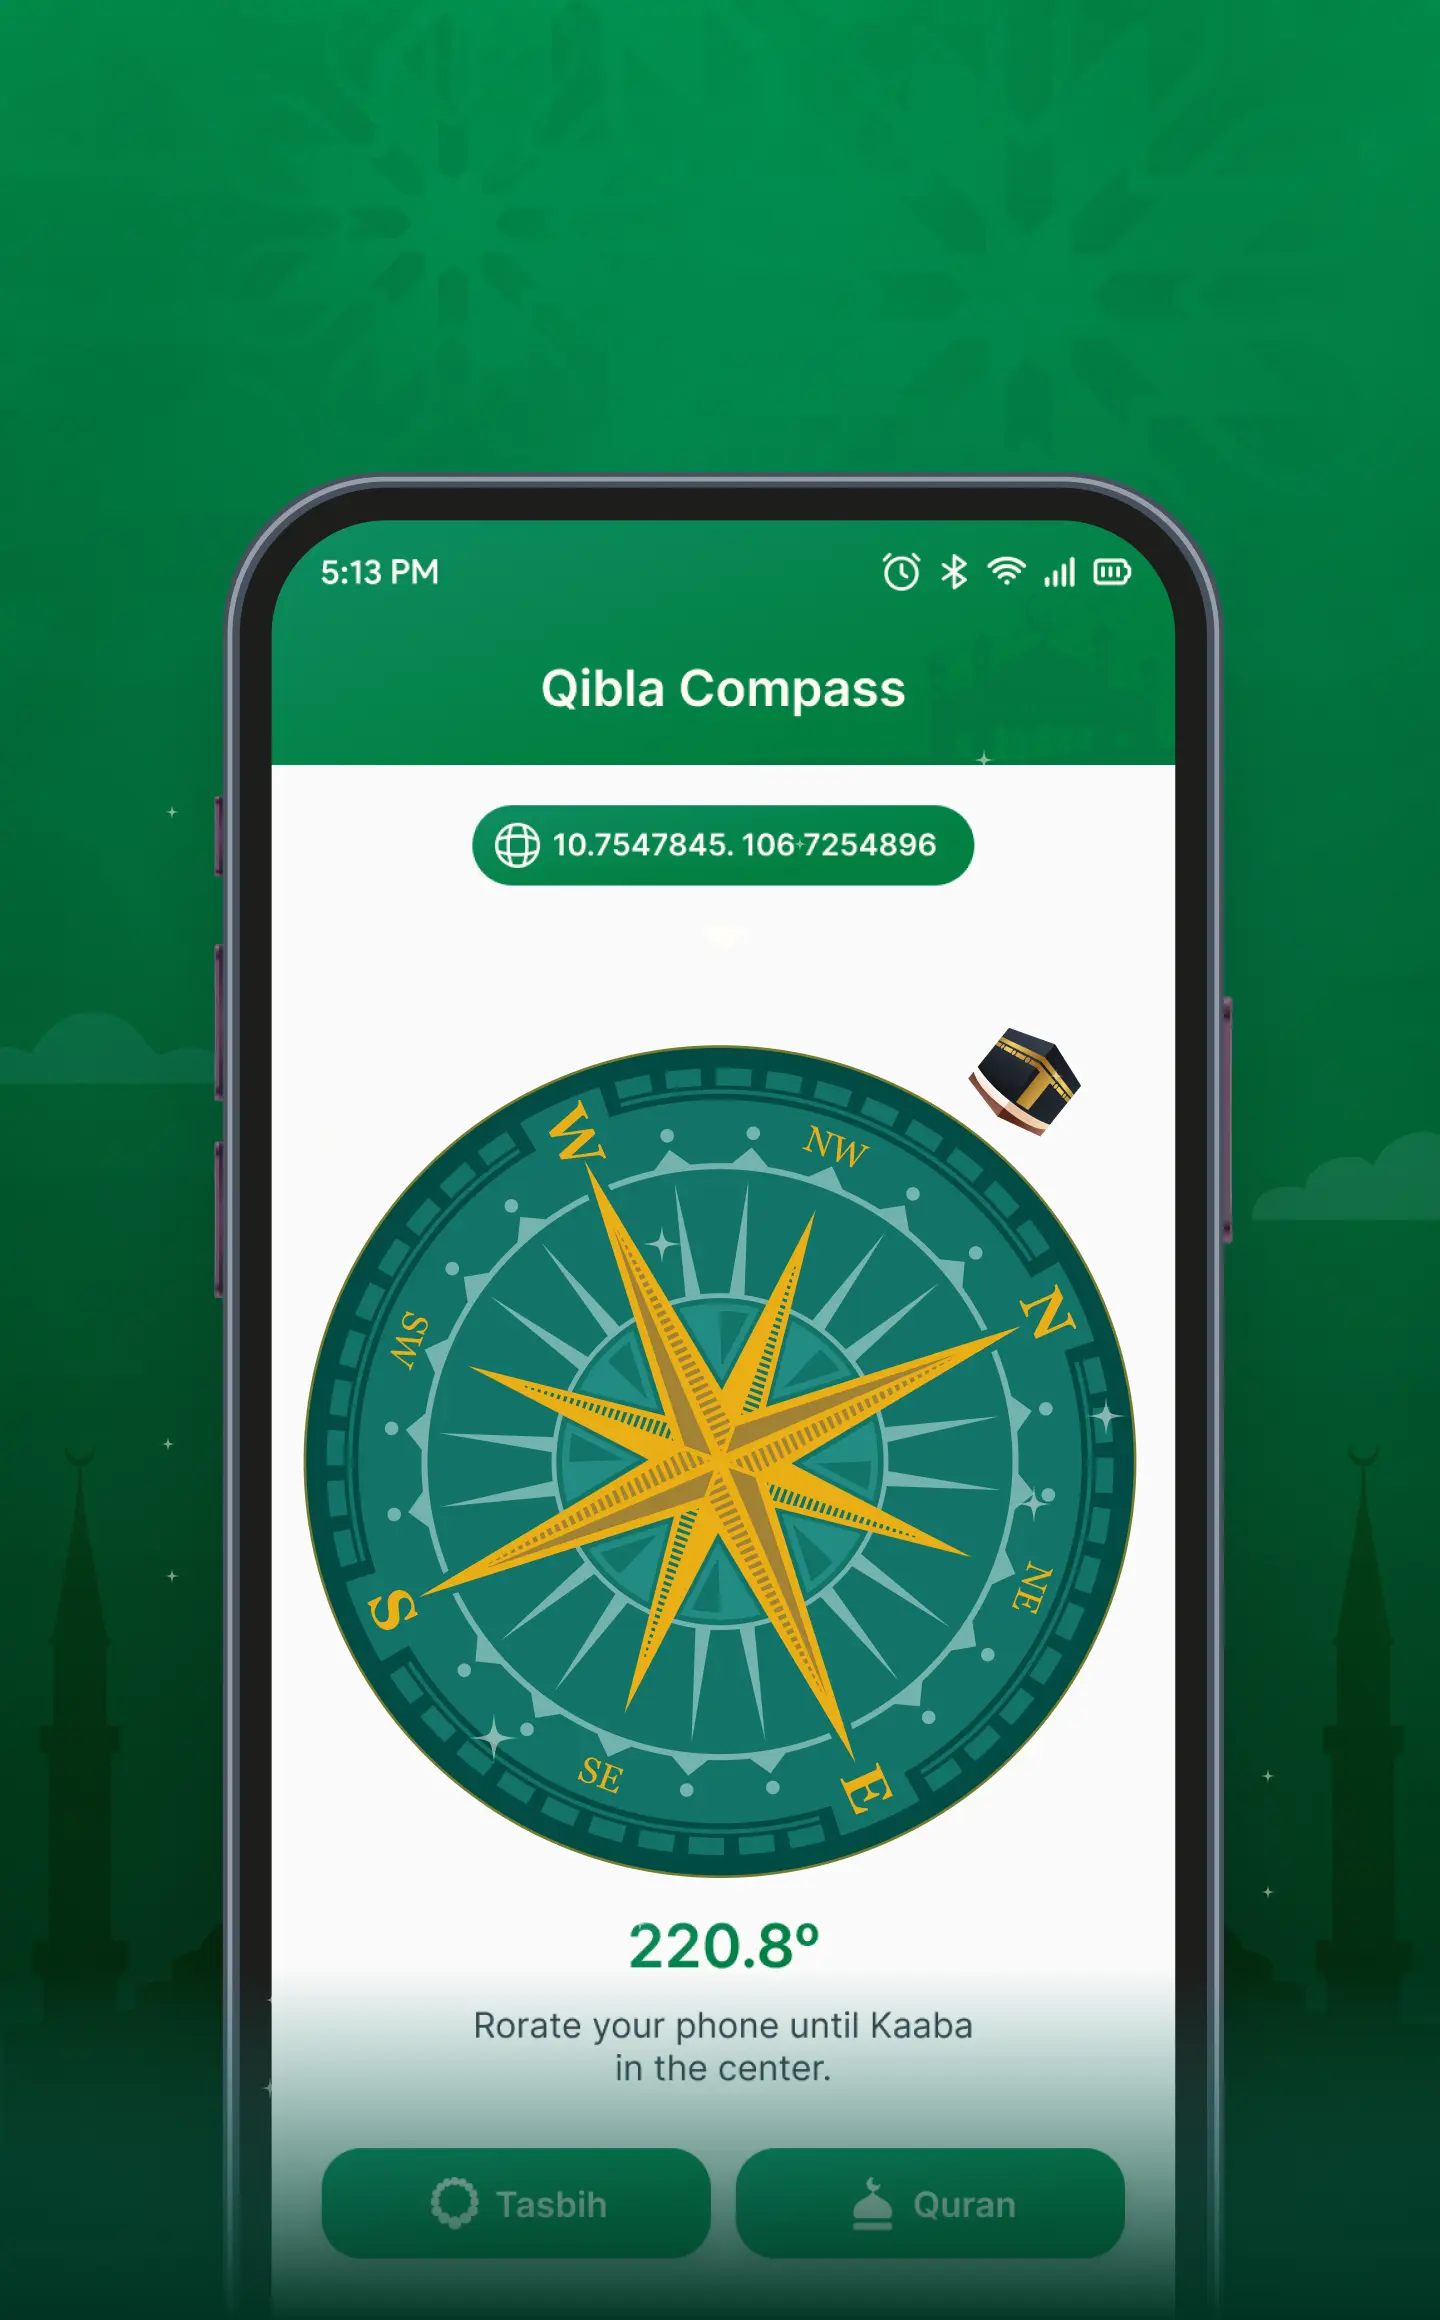 5:13 PM
Qibla Compass
10.7547845. 106.7254896
W
NW
N
SW
NE
S
SE
E
220.8º
Rorate your phone until Kaaba
in the center.
Tasbih
Quran